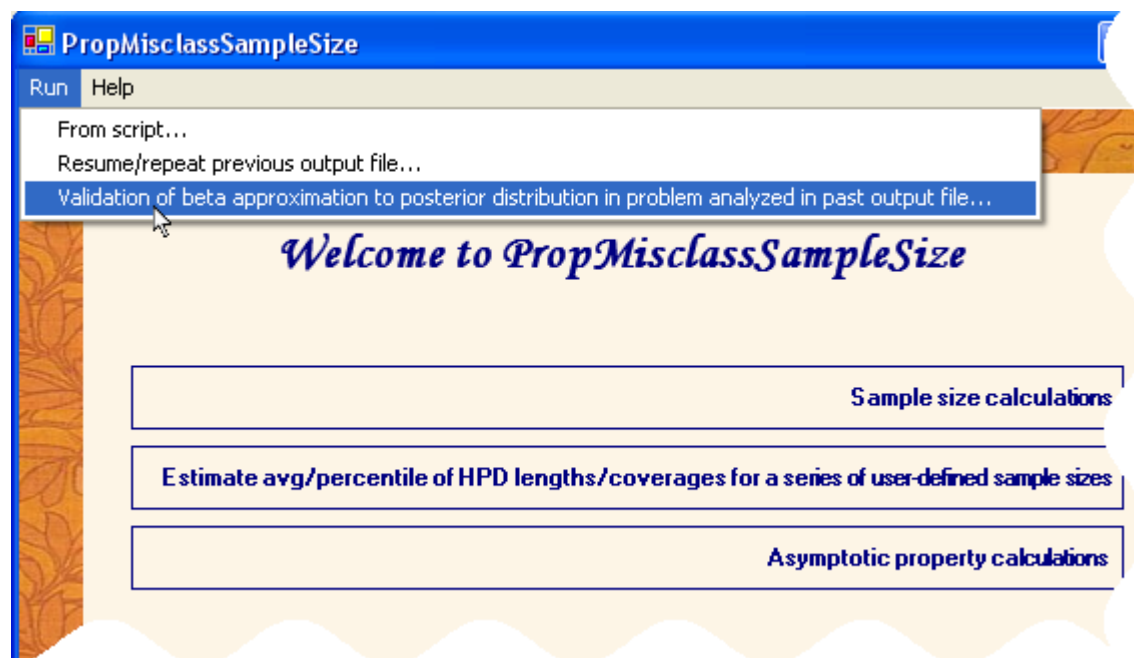 PropMisclassSampleSize
Run Help
From script...
Resume/repeat previous output file...
Validation of beta approximation to posterior distribution in problem analyzed in past output file...
Welcome to PropMisclassSampleSize
Sample size calculations
Estimate avg/percentile of HPD lengths/coverages for a series of user-defined sample sizes
Asymptotic property calculations